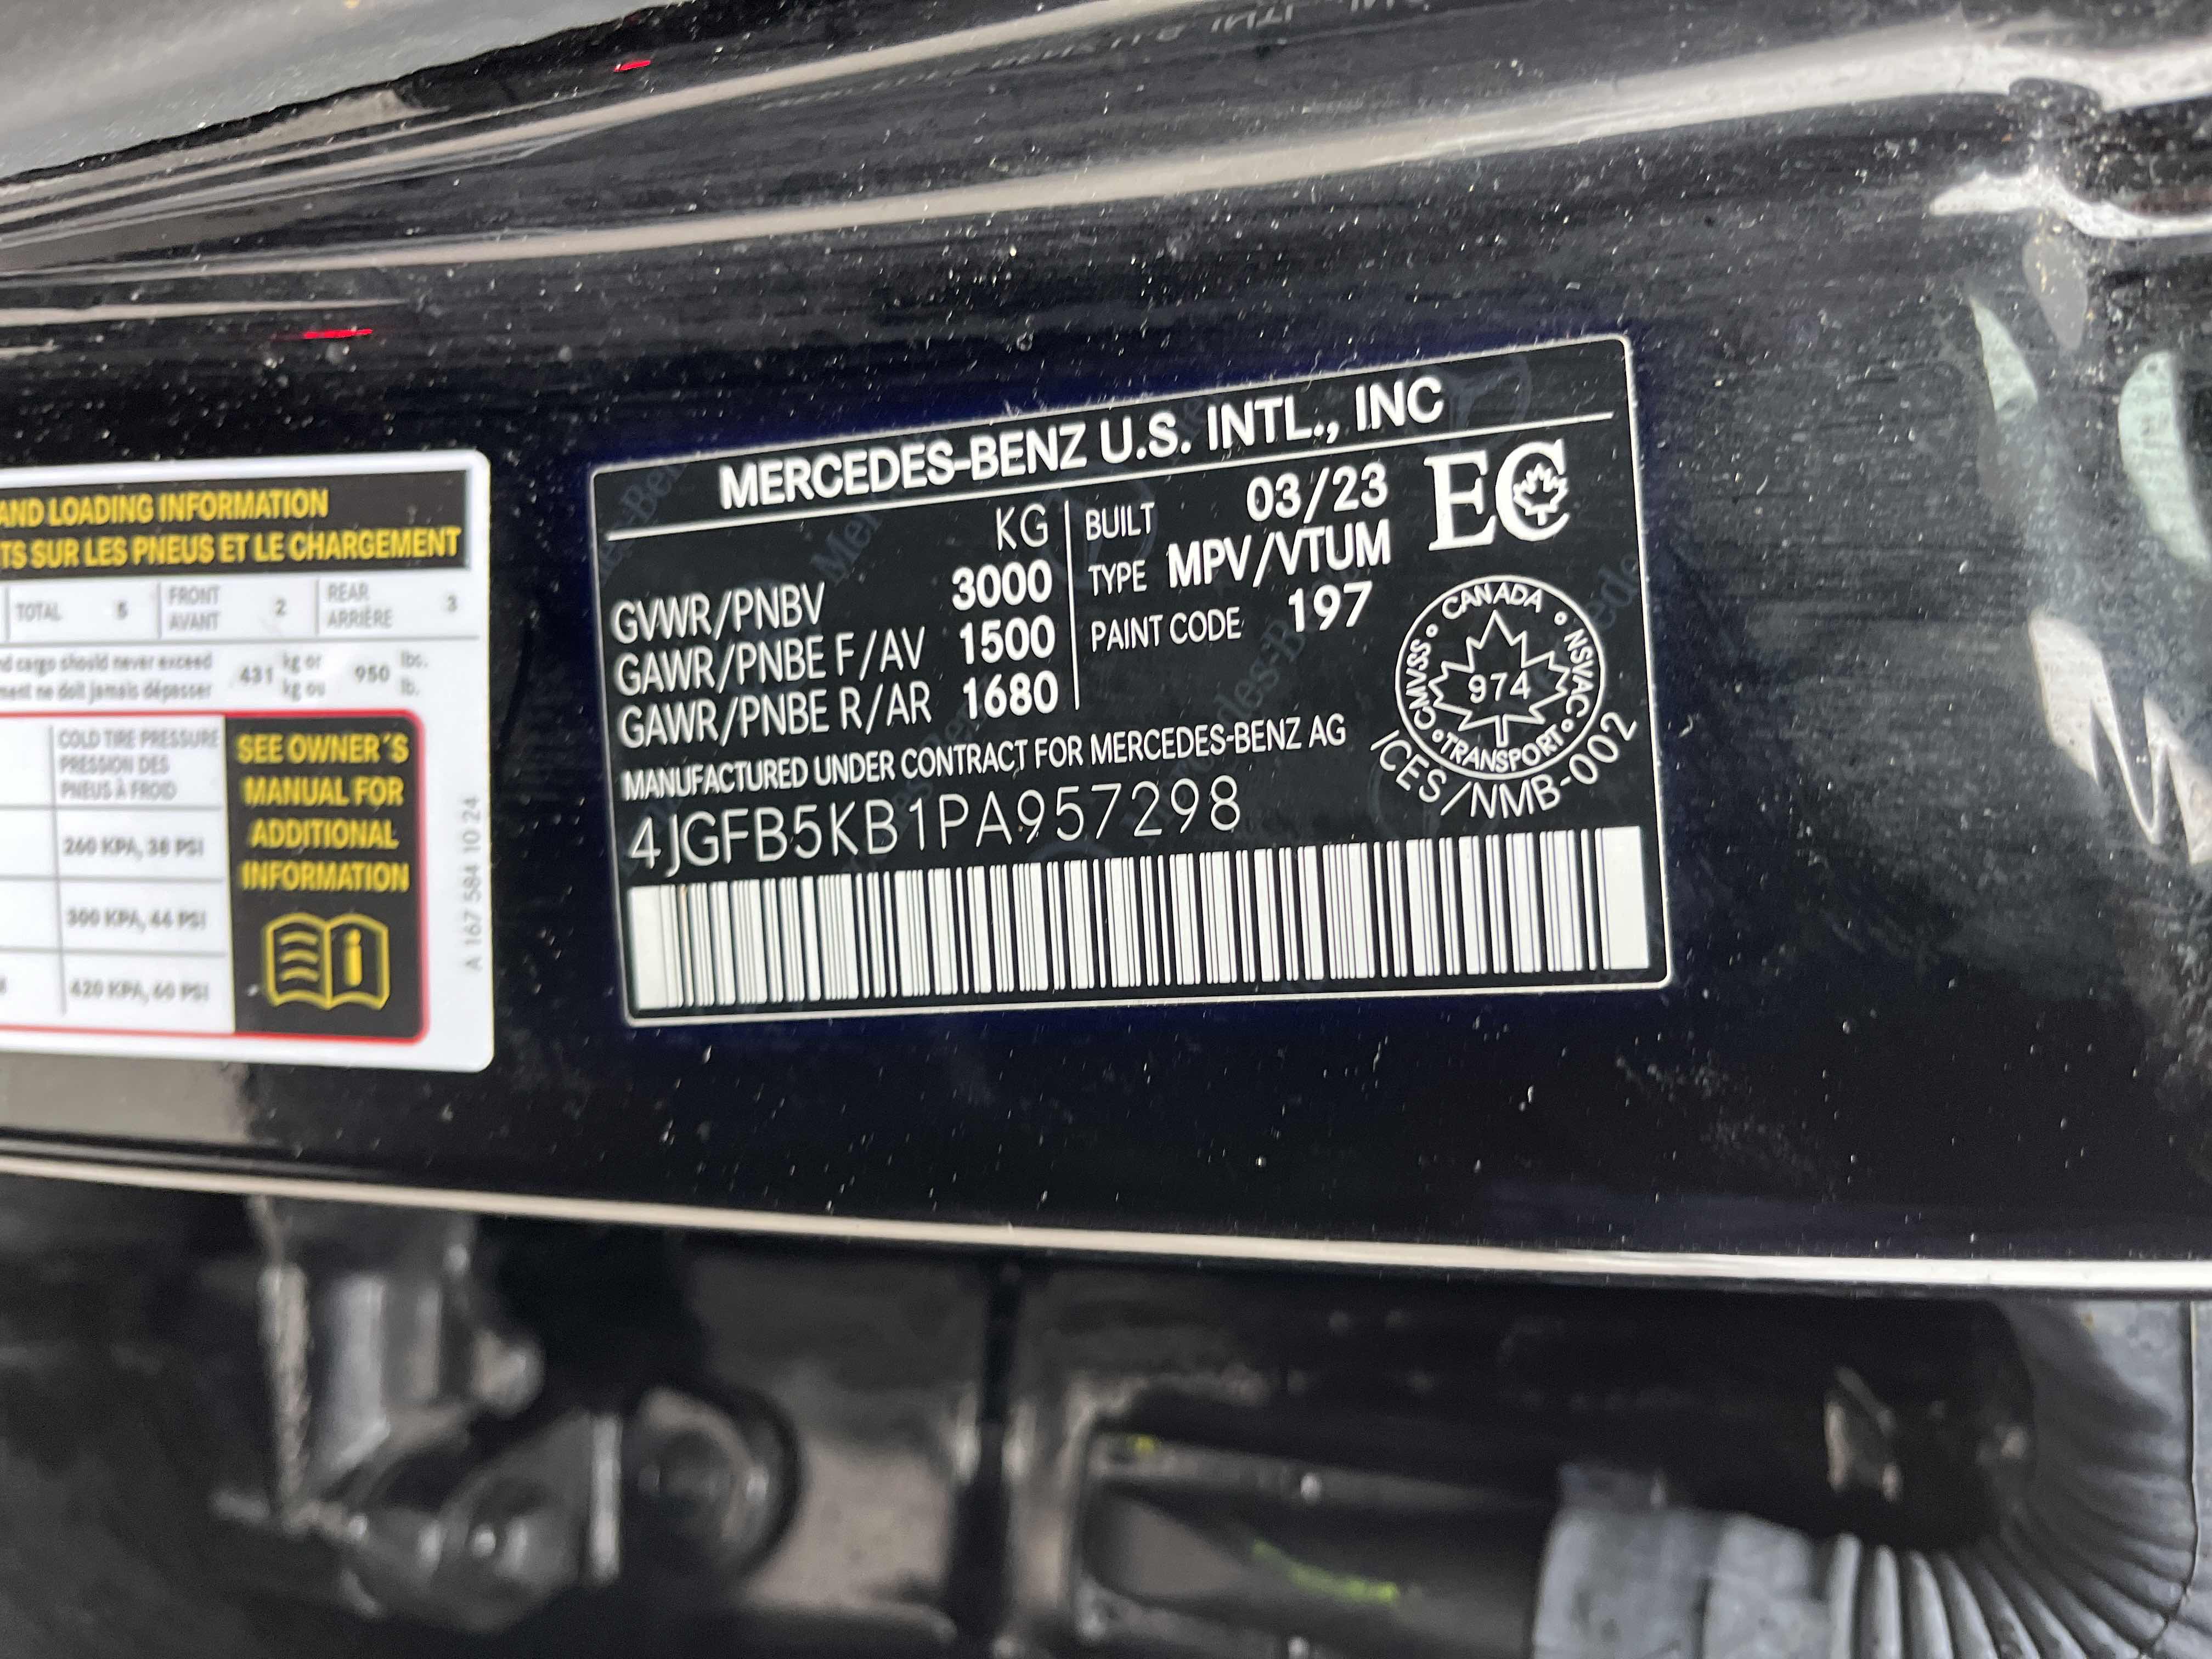 AND LOADING INFORMATION
TS SUR LES PNEUS ET LE CHARGEMENT
TOTAL 5 FRONT 2 REAR 3
AVANT ARRIÈRE
d cargo should never exceed 431 kg or 950 lbs.
ment ne doit jamais dépasser kg ou lb.
COLD TIRE PRESSURE
PRESSION DES
PNEUS À FROID
260 KPA, 38 PSI
300 KPA, 44 PSI
420 KPA, 60 PSI
SEE OWNER´S
MANUAL FOR
ADDITIONAL
INFORMATION
A 167 584 10 24
MERCEDES-BENZ U.S. INTL., INC
KG
GVWR/PNBV 3000
GAWR/PNBE F/AV 1500
GAWR/PNBE R/AR 1680
BUILT 03/23
TYPE MPV/VTUM
PAINT CODE 197
EC
CANADA
CMVSS 974 NSVAC
TRANSPORT
ICES/NMB-002
MANUFACTURED UNDER CONTRACT FOR MERCEDES-BENZ AG
4JGFB5KB1PA957298